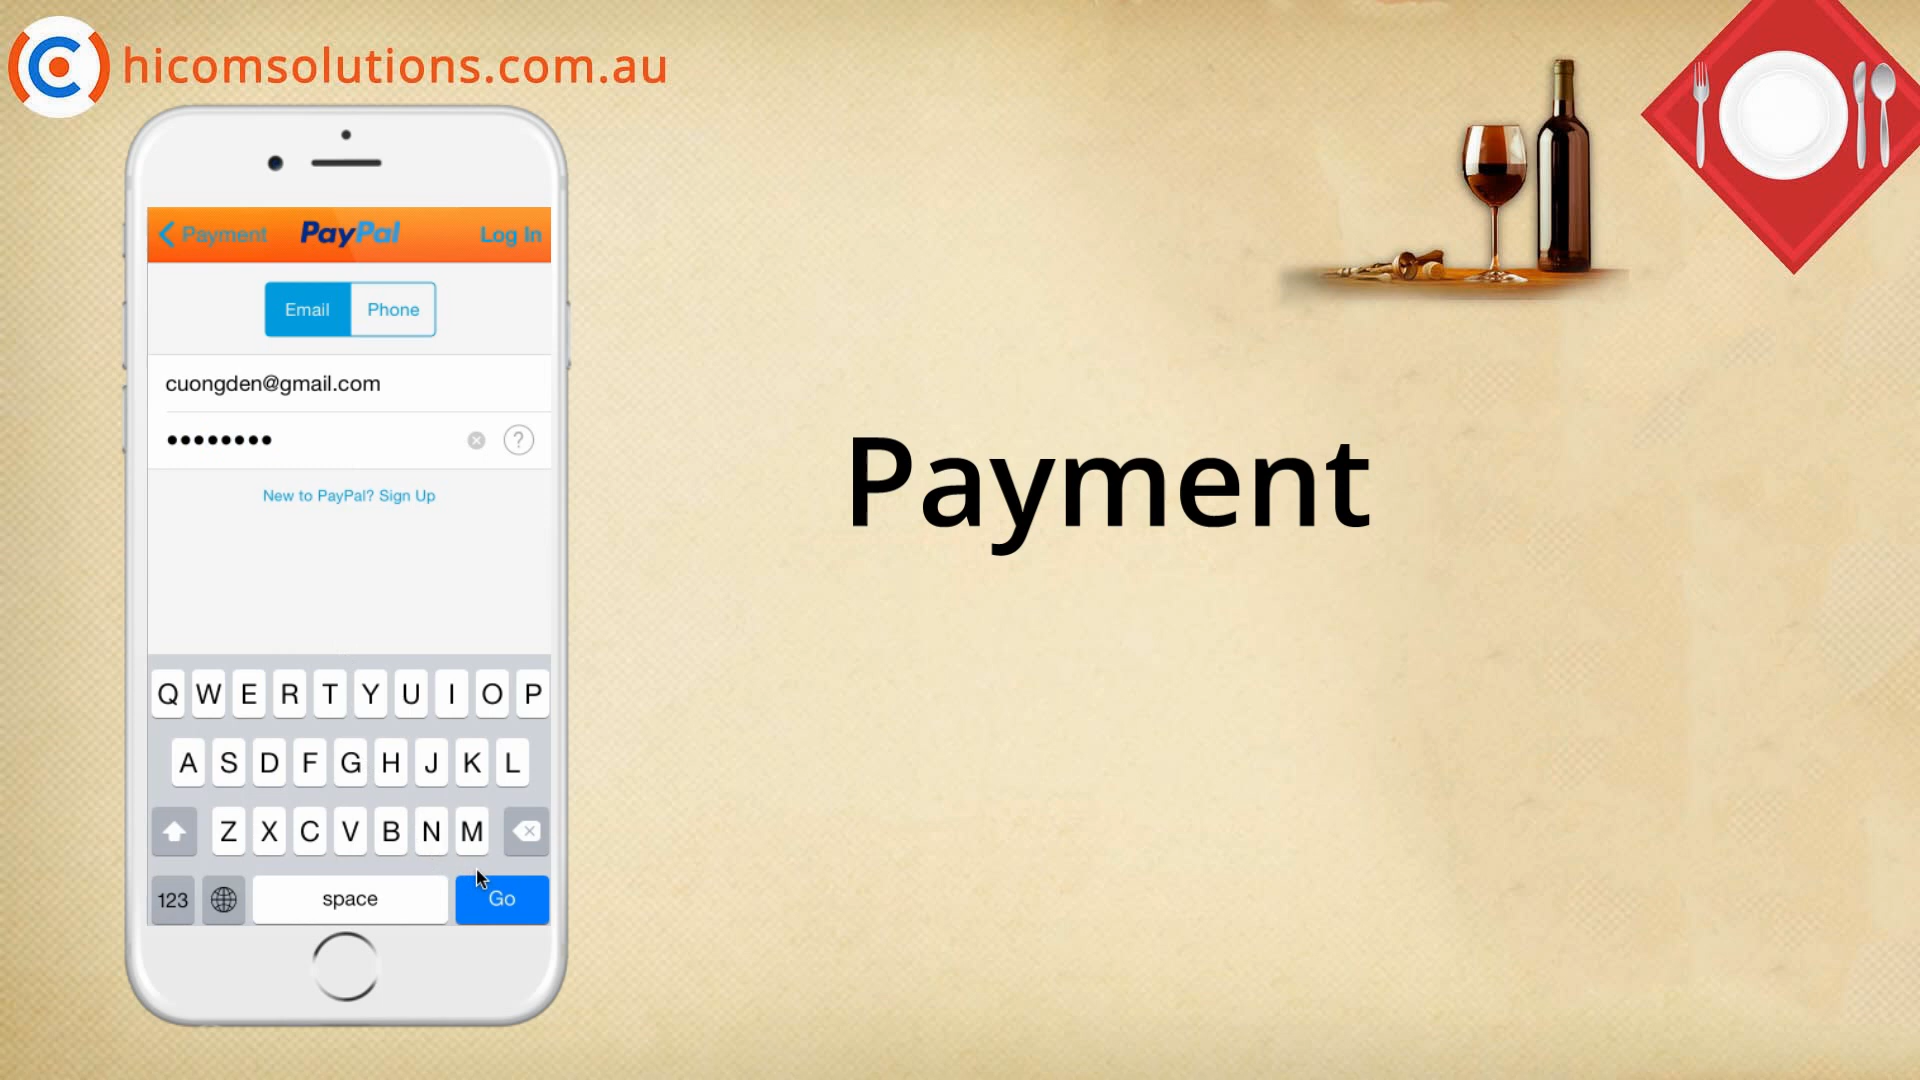 hicomsolutions.com.au
Payment PayPal Log In
Email Phone
cuongden@gmail.com
••••••••
New to PayPal? Sign Up
Q W E R T Y U I O P
A S D F G H J K L
Z X C V B N M
123 space Go
Payment